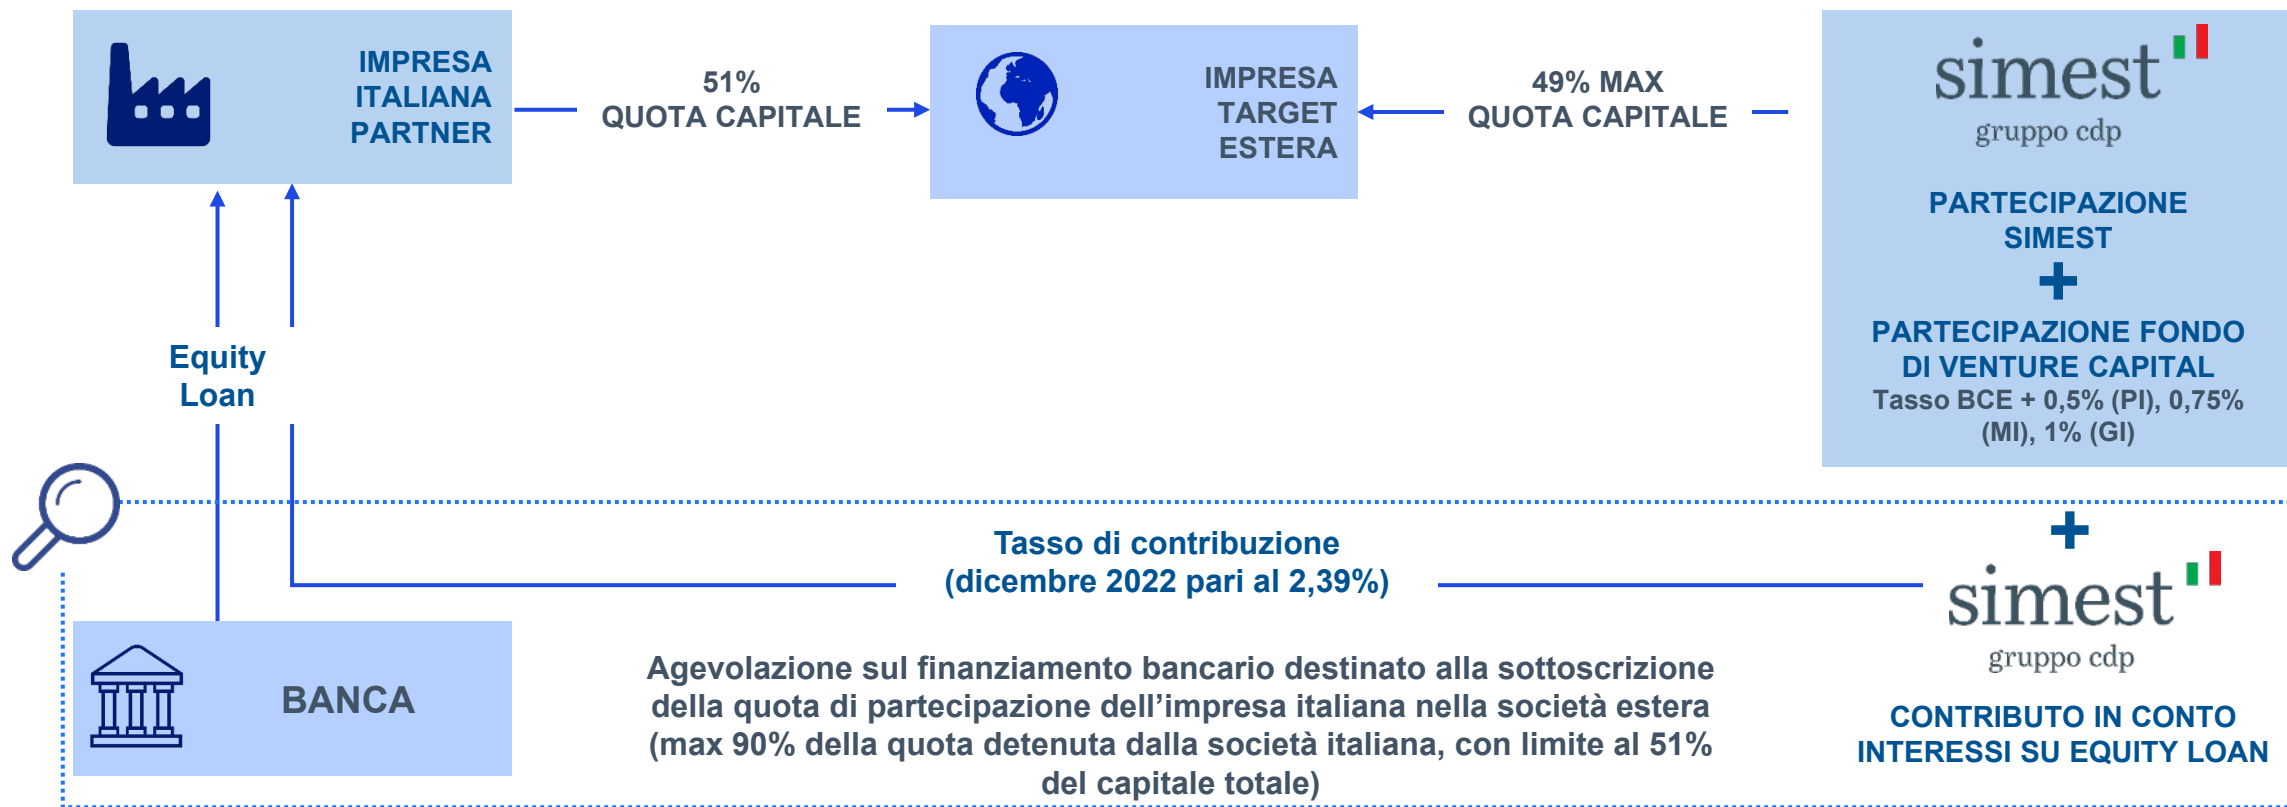 IMPRESA
ITALIANA
PARTNER
51%
QUOTA CAPITALE
IMPRESA
TARGET
ESTERA
49% MAX
QUOTA CAPITALE
simest
gruppo cdp
PARTECIPAZIONE
SIMEST
+
PARTECIPAZIONE FONDO
DI VENTURE CAPITAL
Tasso BCE + 0,5% (PI), 0,75%
(MI), 1% (GI)
Equity
Loan
Tasso di contribuzione
(dicembre 2022 pari al 2,39%)
+
simest
gruppo cdp
CONTRIBUTO IN CONTO
INTERESSI SU EQUITY LOAN
BANCA
Agevolazione sul finanziamento bancario destinato alla sottoscrizione
della quota di partecipazione dell’impresa italiana nella società estera
(max 90% della quota detenuta dalla società italiana, con limite al 51%
del capitale totale)